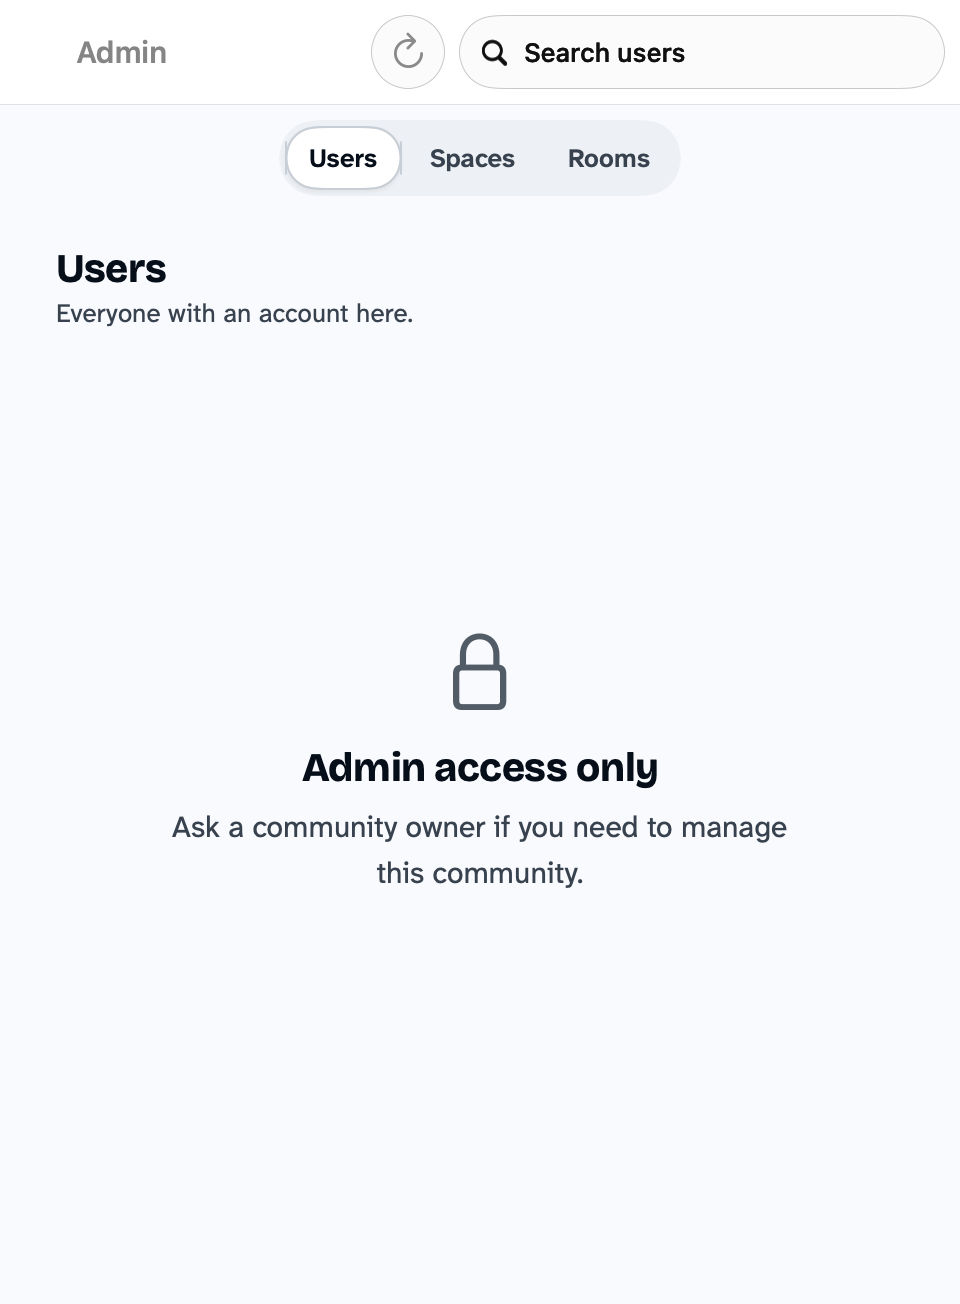 Admin
Search users
Users
Spaces
Rooms
Users
Everyone with an account here.
Admin access only
Ask a community owner if you need to manage
this community.